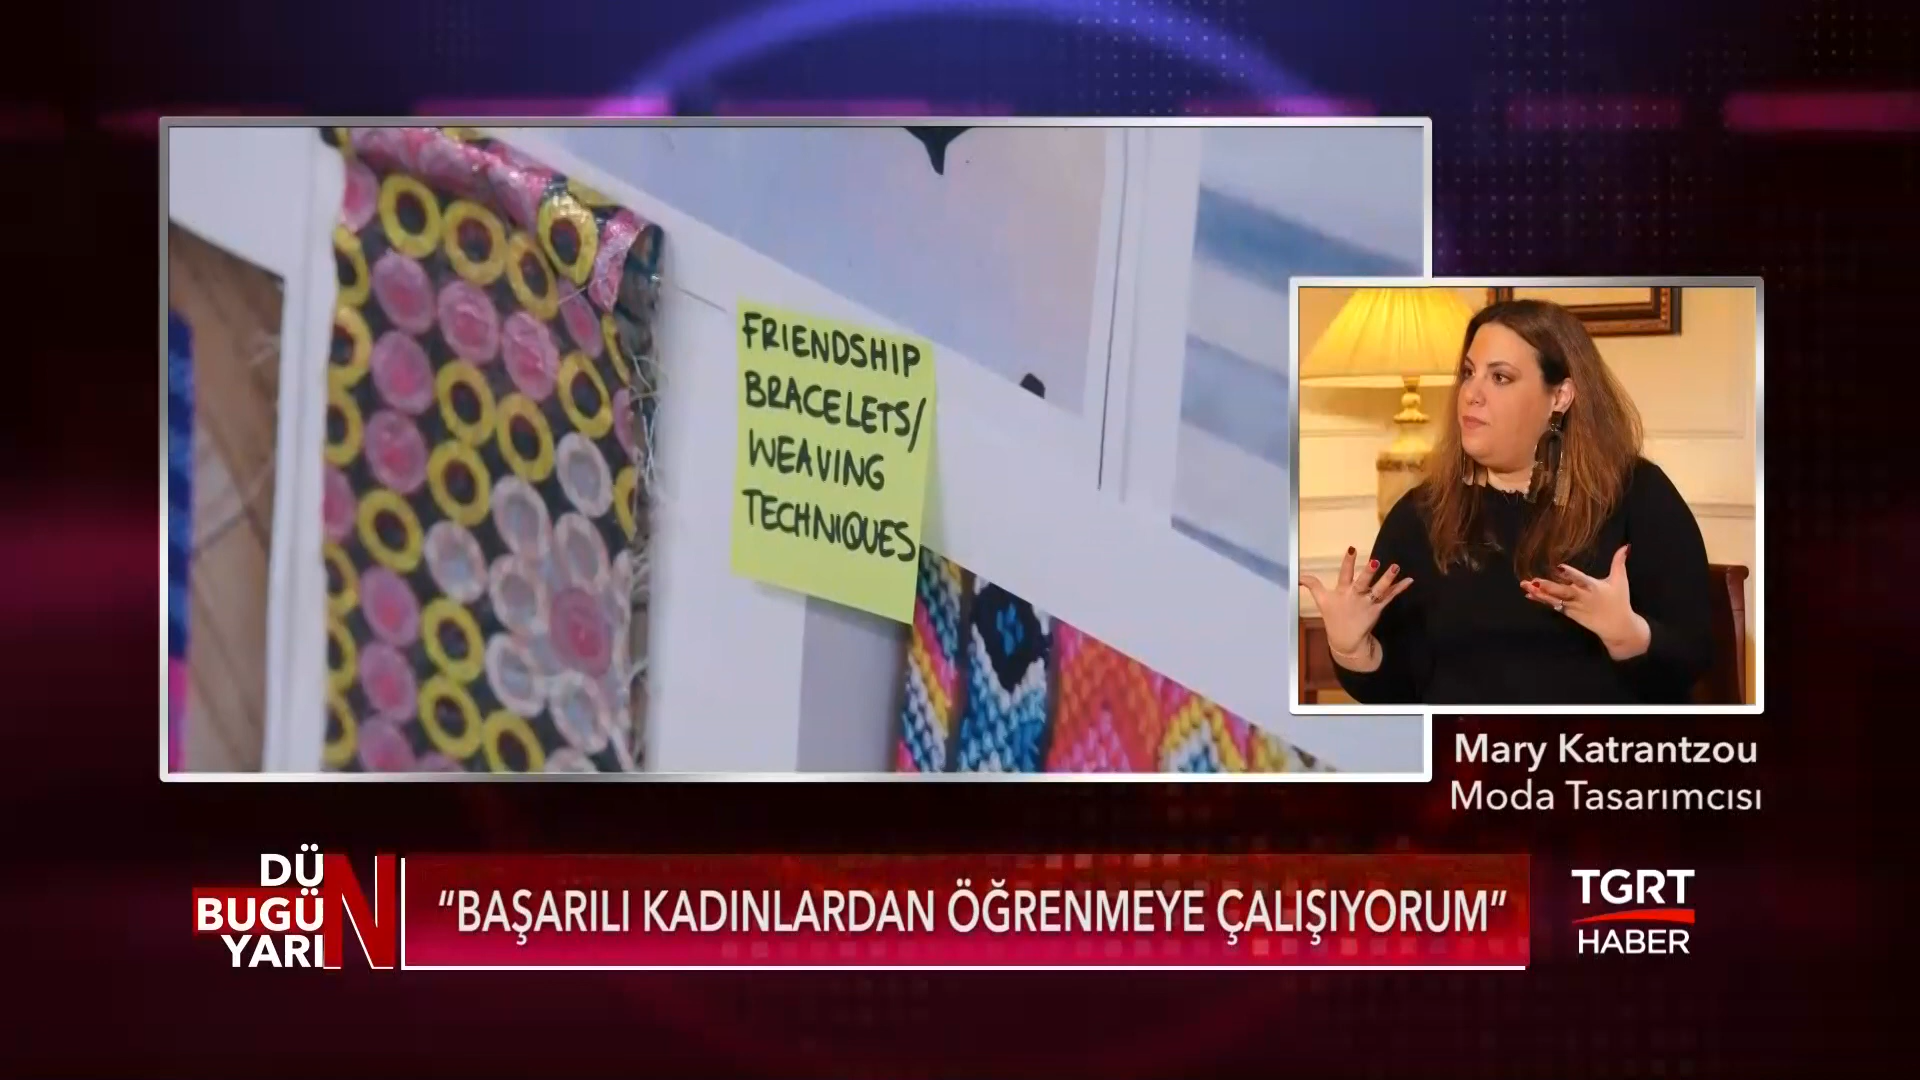 FRIENDSHIP
BRACELETS/
WEAVING
TECHNIQUES
Mary Katrantzou
Moda Tasarımcısı
DÜN
BUGÜN
YARIN
“BAŞARILI KADINLARDAN ÖĞRENMEYE ÇALIŞIYORUM”
TGRT
HABER